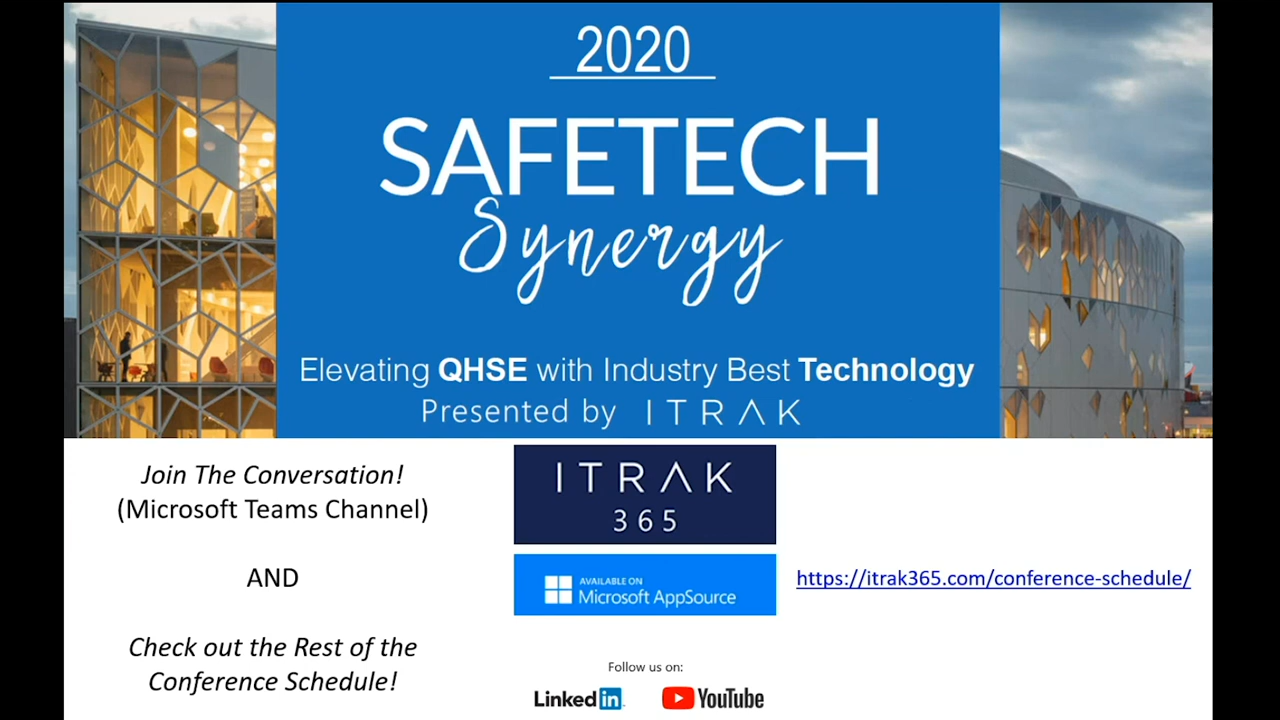 2020
SAFETECH
Synergy
Elevating QHSE with Industry Best Technology
Presented by ITRAK
Join The Conversation!
(Microsoft Teams Channel)
AND
Check out the Rest of the
Conference Schedule!
ITRAK
365
AVAILABLE ON
Microsoft AppSource
Follow us on:
Linkedin
YouTube
https://itrak365.com/conference-schedule/